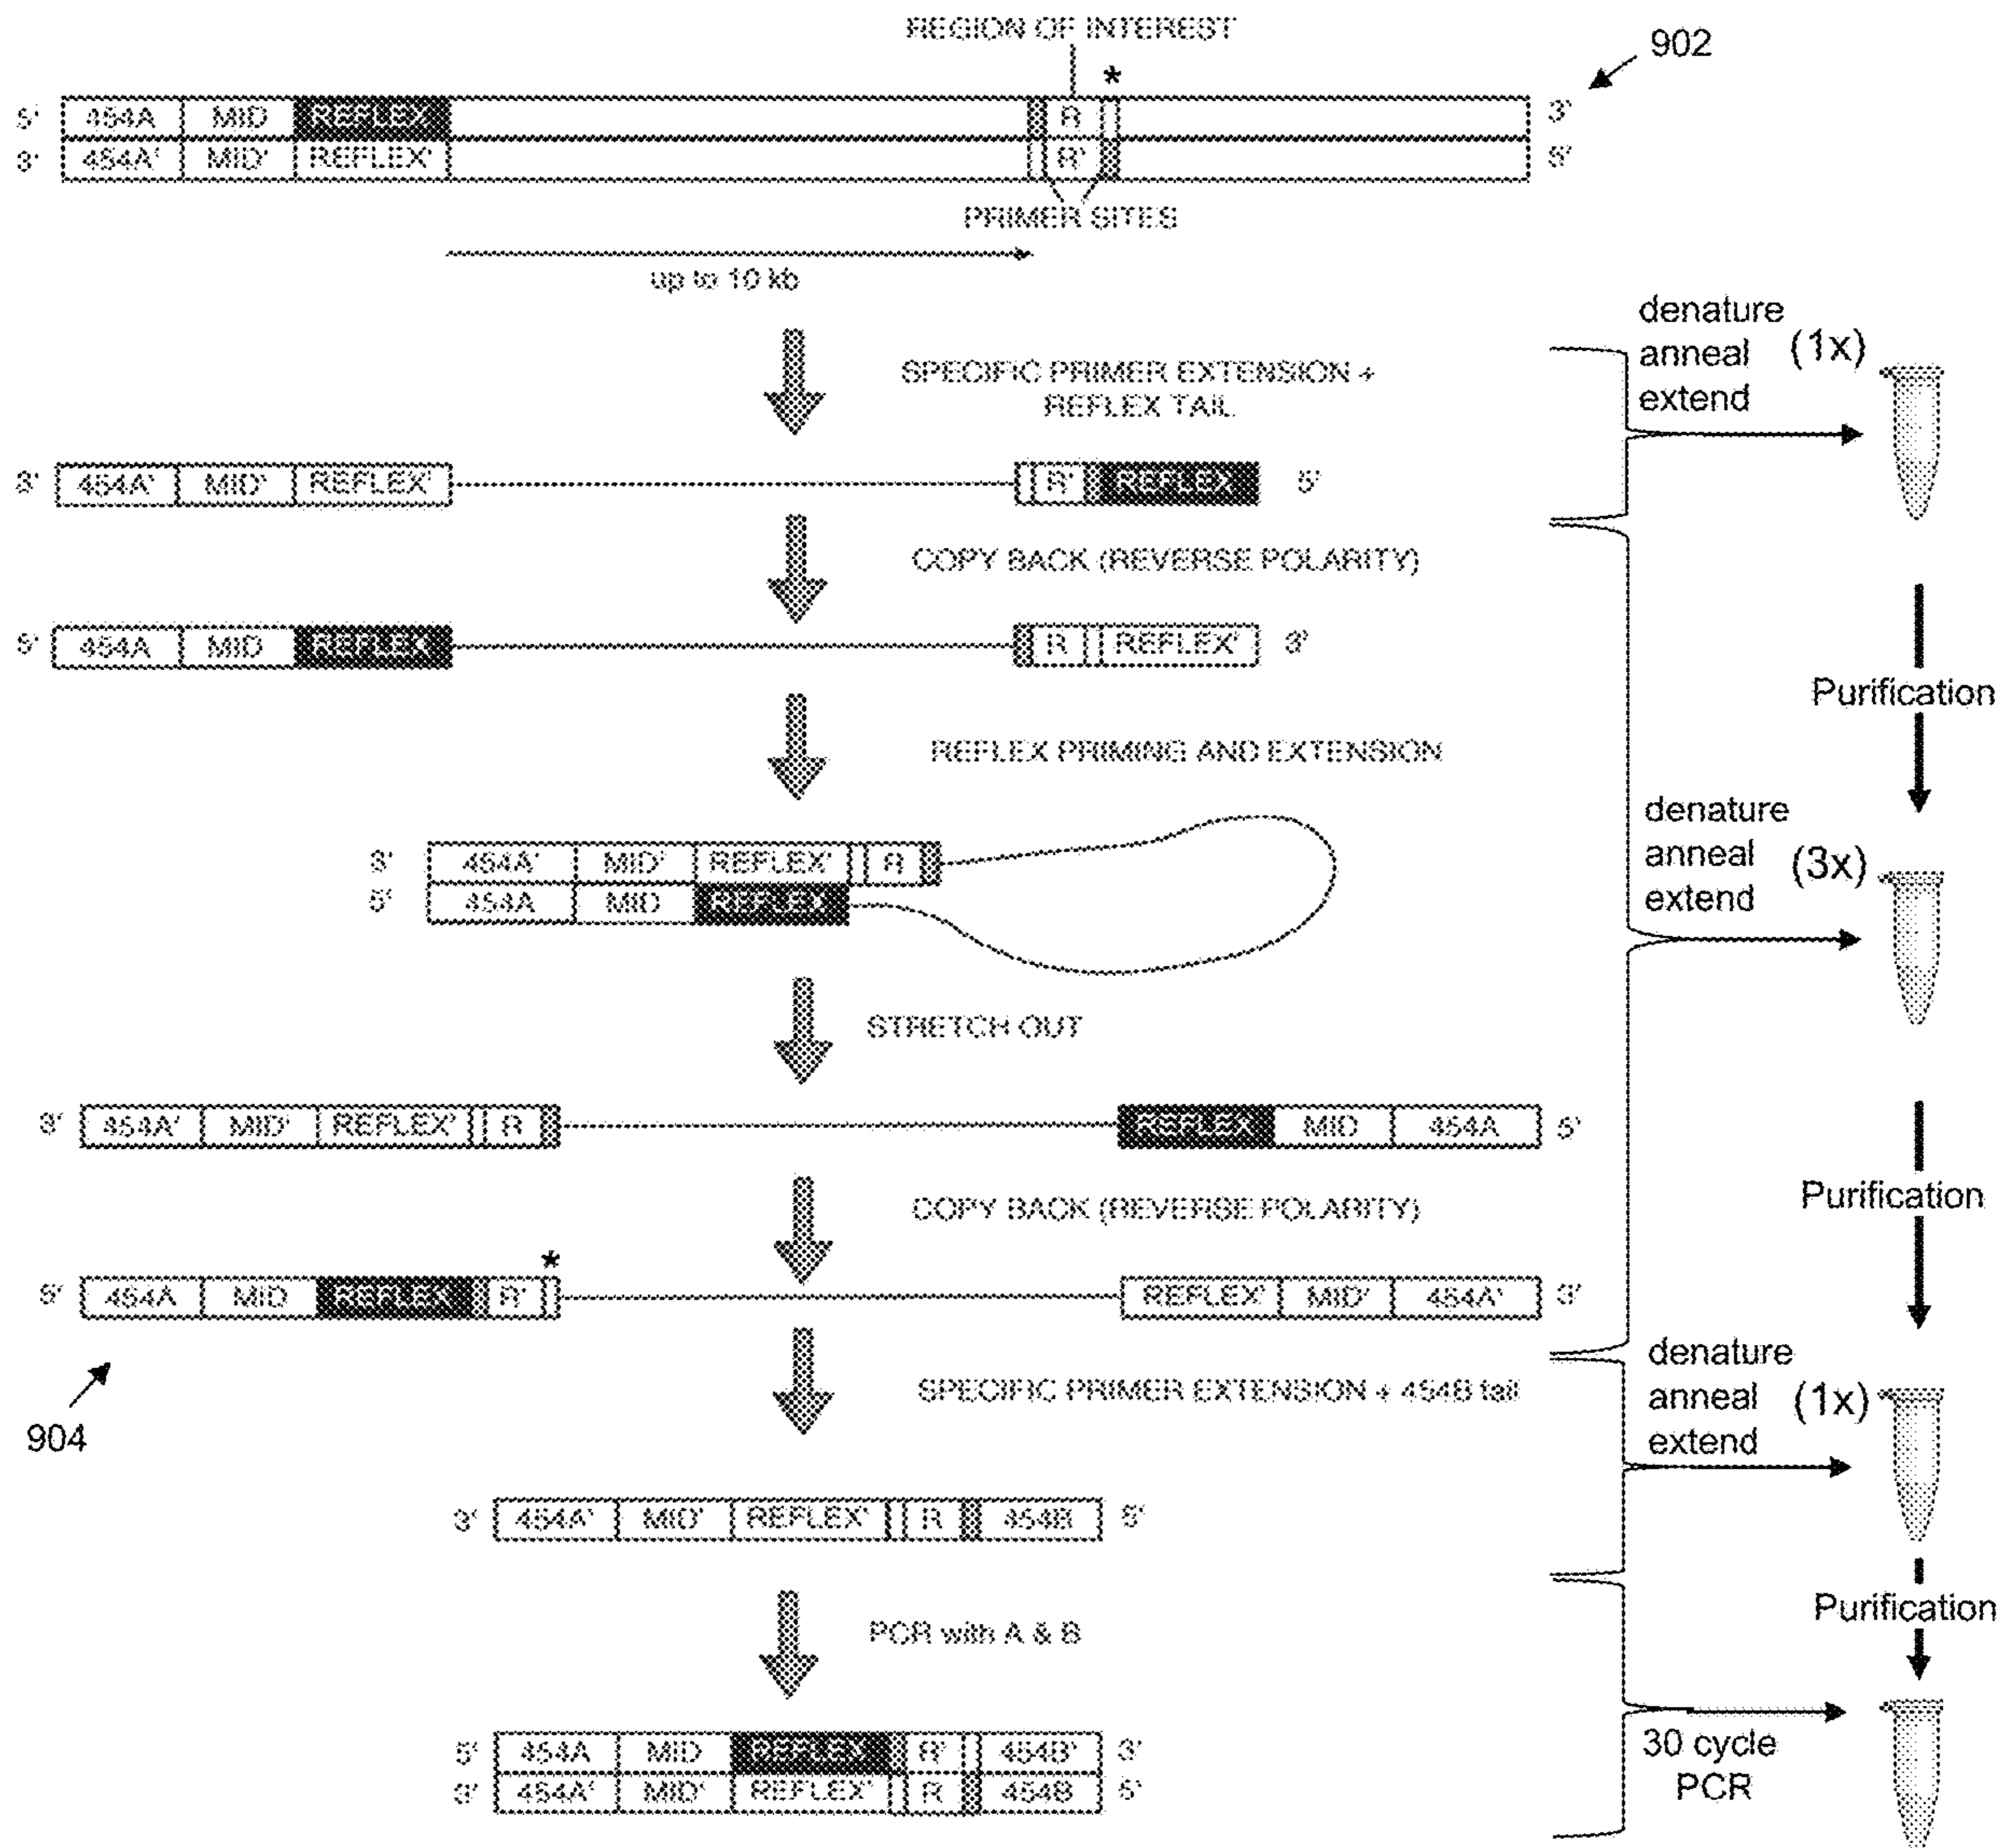 REGION OF INTEREST
902
*
5' 454A MID REFLEX R 3'
3' 454A' MID' REFLEX' R' 5'
PRIMER SITES
up to 10 kb
SPECIFIC PRIMER EXTENSION +
REFLEX TAIL
denature
anneal (1x)
extend
3' 454A' MID' REFLEX' R' REFLEX 5'
COPY BACK (REVERSE POLARITY)
5' 454A MID REFLEX R REFLEX' 3'
Purification
REFLEX PRIMING AND EXTENSION
denature
anneal (3x)
extend
3' 454A' MID' REFLEX' R
5' 454A MID REFLEX
STRETCH OUT
3' 454A' MID' REFLEX' R REFLEX MID 454A 5'
Purification
COPY BACK (REVERSE POLARITY)
*
5' 454A MID REFLEX R' REFLEX' MID' 454A' 3'
904
SPECIFIC PRIMER EXTENSION + 454B tail
denature
anneal (1x)
extend
3' 454A' MID' REFLEX' R 454B 5'
Purification
PCR with A & B
30 cycle
PCR
5' 454A MID REFLEX R' 454B' 3'
3' 454A' MID' REFLEX' R 454B 5'